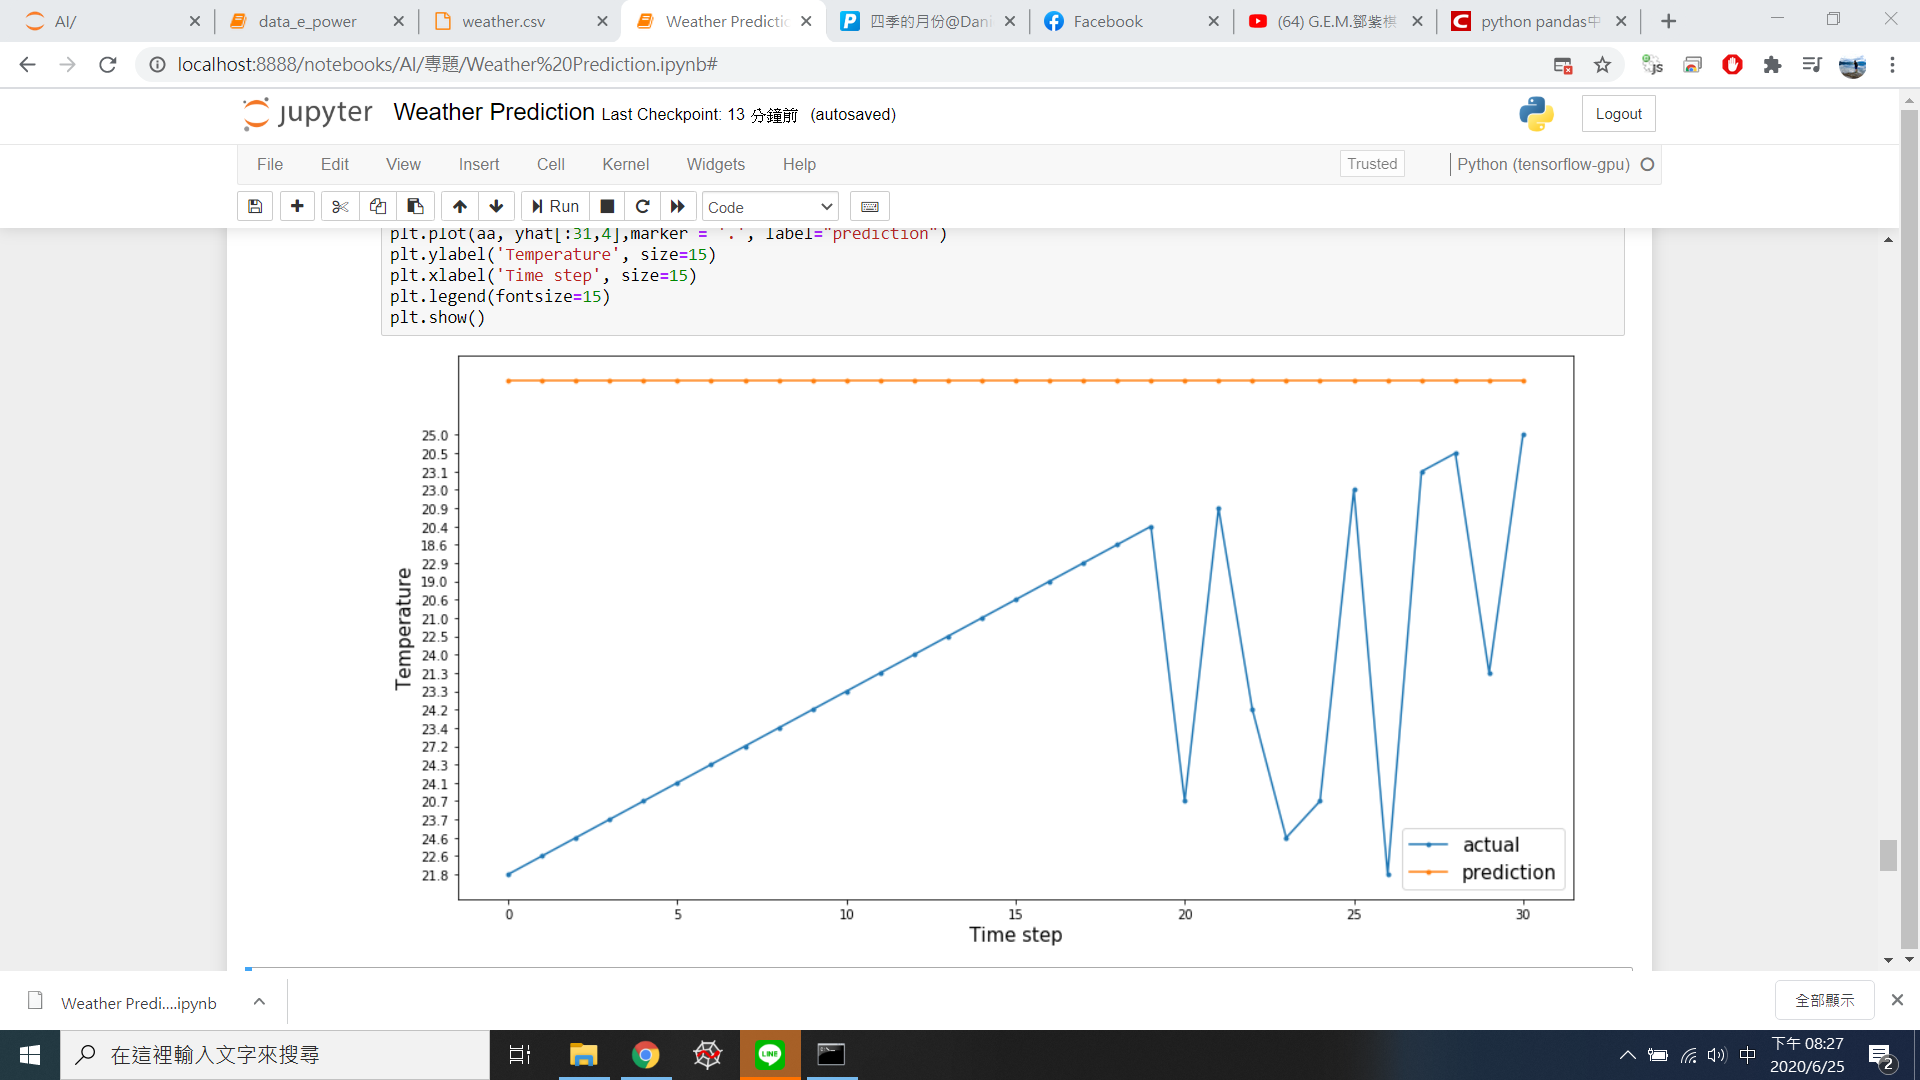 AI/
data_e_power
weather.csv
Weather Predictio
四季的月份@Dani
Facebook
(64) G.E.M.鄧紫棋
python pandas中
localhost:8888/notebooks/AI/專題/Weather%20Prediction.ipynb#
jupyter Weather Prediction Last Checkpoint: 13 分鐘前 (autosaved)
Logout
File Edit View Insert Cell Kernel Widgets Help
Trusted
Python (tensorflow-gpu)
Run
Code
plt.plot(aa, yhat[:31,4],marker = '.', label="prediction")
plt.ylabel('Temperature', size=15)
plt.xlabel('Time step', size=15)
plt.legend(fontsize=15)
plt.show()
Temperature
25.0
20.5
23.1
23.0
20.9
20.4
18.6
22.9
19.0
20.6
21.0
22.5
24.0
21.3
23.3
24.2
23.4
27.2
24.3
24.1
20.7
23.7
24.6
22.6
21.8
actual
prediction
0 5 10 15 20 25 30
Time step
Weather Predi....ipynb
全部顯示
在這裡輸入文字來搜尋
LINE
中
下午 08:27
2020/6/25
2